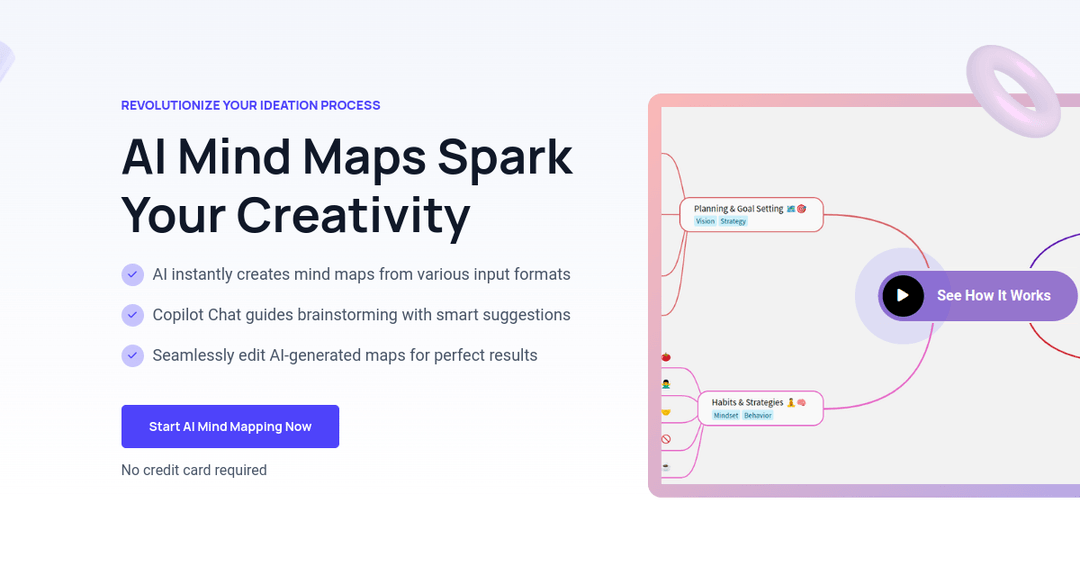 REVOLUTIONIZE YOUR IDEATION PROCESS
AI Mind Maps Spark
Your Creativity
AI instantly creates mind maps from various input formats
Copilot Chat guides brainstorming with smart suggestions
Seamlessly edit AI-generated maps for perfect results
Start AI Mind Mapping Now
No credit card required
Planning & Goal Setting
Vision Strategy
See How It Works
Habits & Strategies
Mindset Behavior